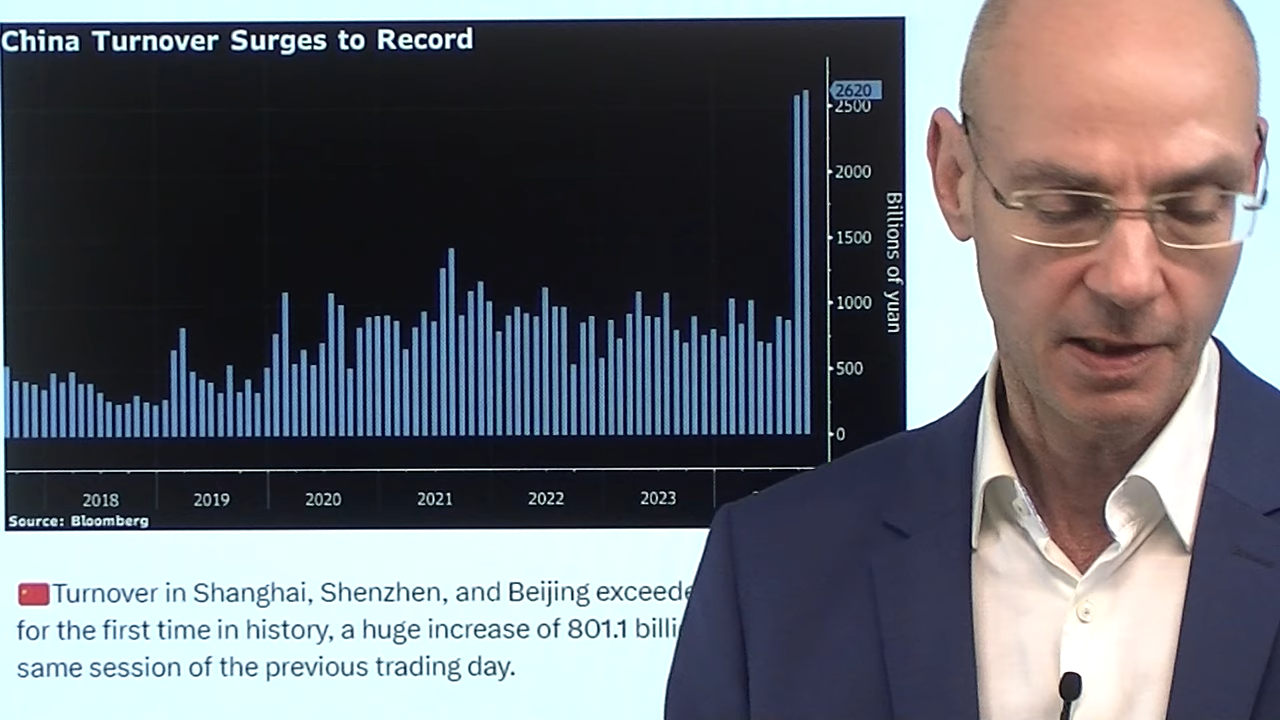 China Turnover Surges to Record
2620
2500
2000
1500
1000
500
0
Billions of yuan
2018 2019 2020 2021 2022 2023
Source: Bloomberg
Turnover in Shanghai, Shenzhen, and Beijing
for the first time in history, a huge increase of 801.1
same session of the previous trading day.